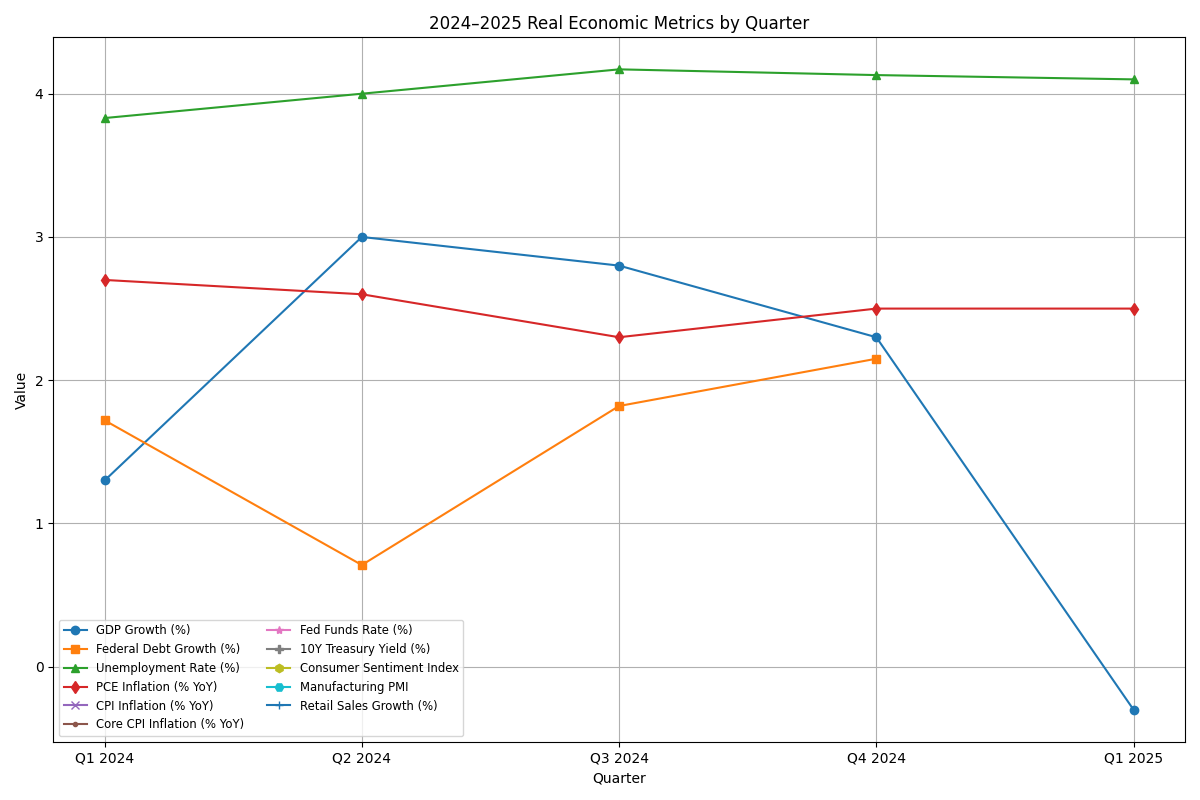 2024–2025 Real Economic Metrics by Quarter
Value
4
3
2
1
0
GDP Growth (%)
Federal Debt Growth (%)
Unemployment Rate (%)
PCE Inflation (% YoY)
CPI Inflation (% YoY)
Core CPI Inflation (% YoY)
Fed Funds Rate (%)
10Y Treasury Yield (%)
Consumer Sentiment Index
Manufacturing PMI
Retail Sales Growth (%)
Q1 2024 Q2 2024 Q3 2024 Q4 2024 Q1 2025
Quarter